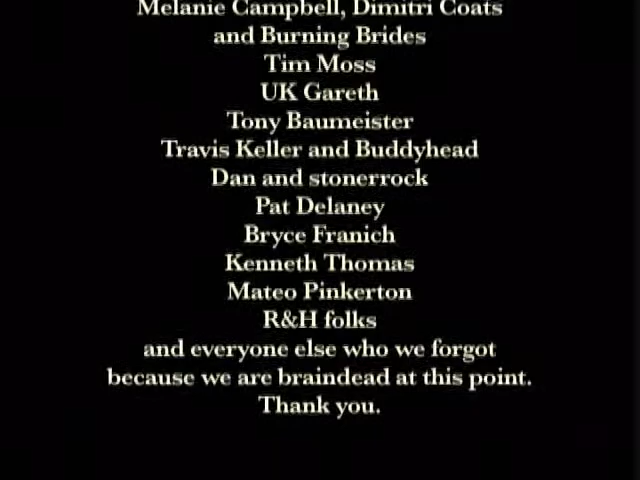 Melanie Campbell, Dimitri Coats
and Burning Brides
Tim Moss
UK Gareth
Tony Baumeister
Travis Keller and Buddyhead
Dan and stonerrock
Pat Delaney
Bryce Franich
Kenneth Thomas
Mateo Pinkerton
R&H folks
and everyone else who we forgot
because we are braindead at this point.
Thank you.